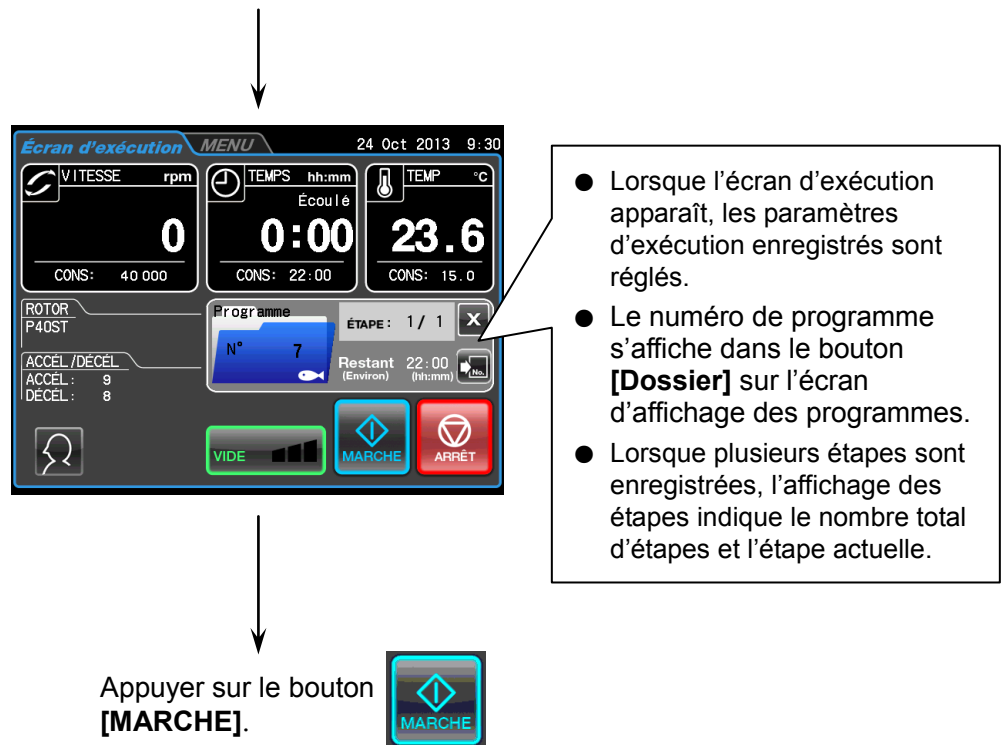 Écran d'exécution MENU 24 Oct 2013 9:30
VITESSE rpm
0
CONS: 40 000
TEMPS hh:mm
Écoulé
0:00
CONS: 22:00
TEMP °C
23.6
CONS: 15.0
ROTOR
P40ST
ACCÉL/DÉCÉL
ACCÉL: 9
DÉCÉL: 8
Programme
N° 7
ÉTAPE: 1/ 1 X
Restant 22:00
(Environ) (hh:mm)
No.
VIDE
MARCHE
ARRÊT
● Lorsque l’écran d’exécution
apparaît, les paramètres
d’exécution enregistrés sont
réglés.
● Le numéro de programme
s’affiche dans le bouton
[Dossier] sur l’écran
d’affichage des programmes.
● Lorsque plusieurs étapes sont
enregistrées, l’affichage des
étapes indique le nombre total
d’étapes et l’étape actuelle.
Appuyer sur le bouton
[MARCHE].
MARCHE